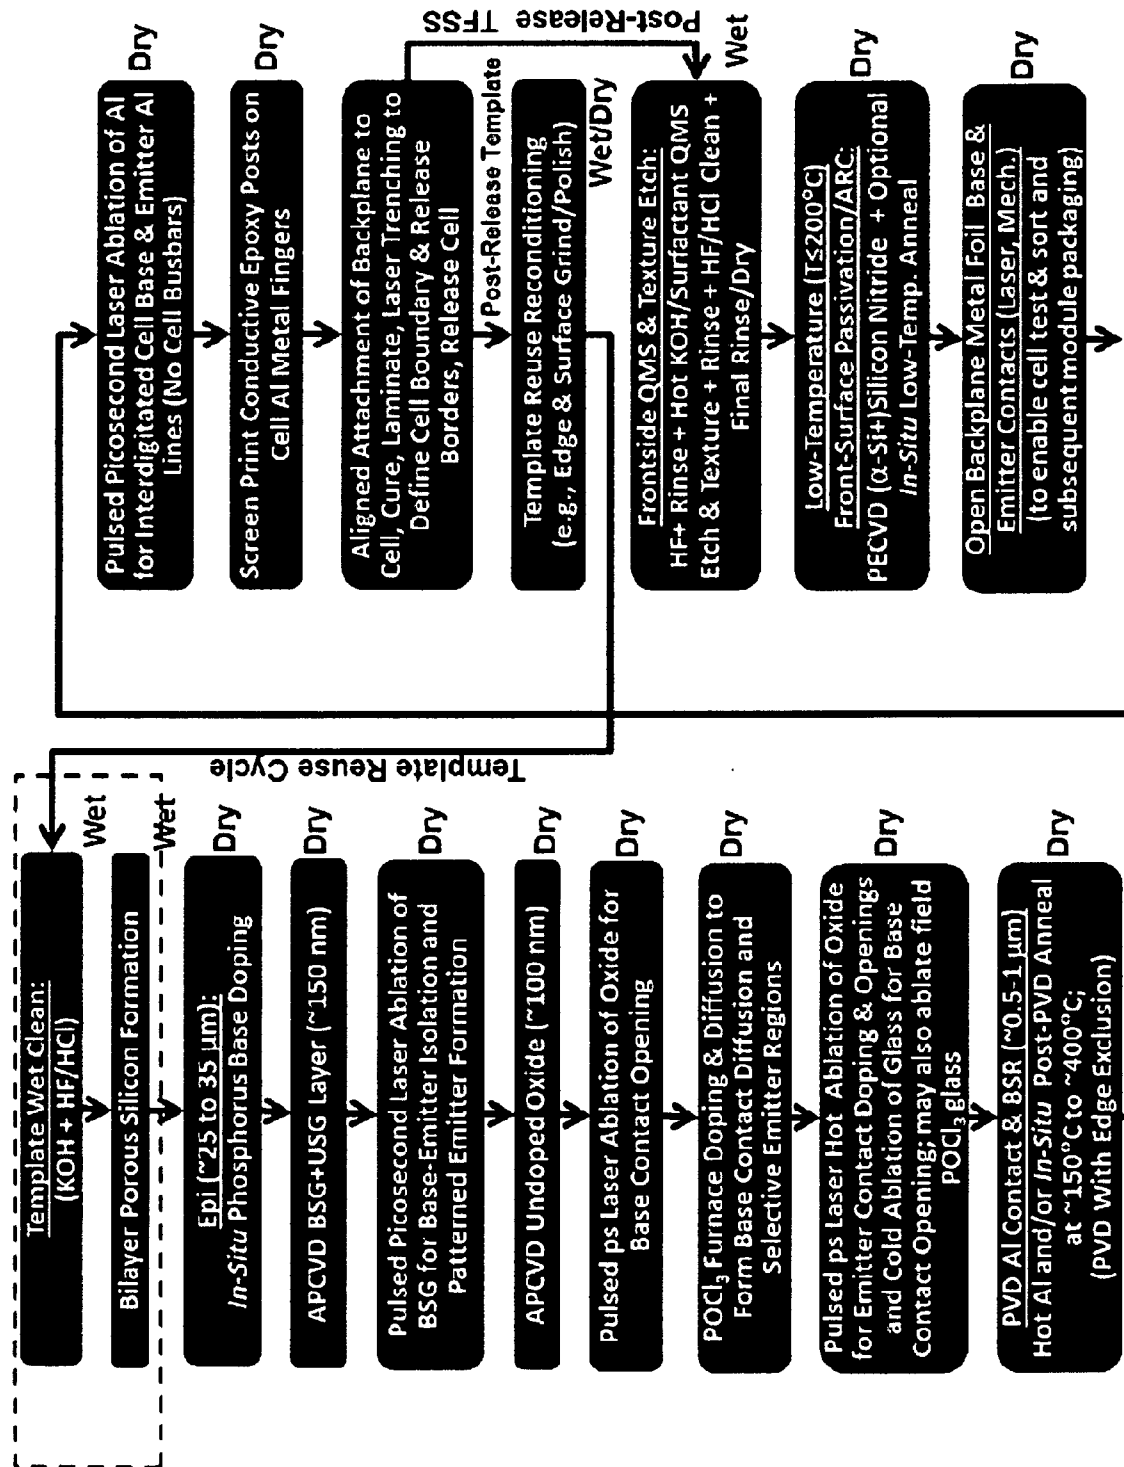 Template Wet Clean:
(KOH + HF/HCl)
Wet
Bilayer Porous Silicon Formation
Wet
Epi (~25 to 35 µm):
In-Situ Phosphorus Base Doping
Dry
APCVD BSG+USG Layer (~150 nm)
Dry
Pulsed Picosecond Laser Ablation of
BSG for Base-Emitter Isolation and
Patterned Emitter Formation
Dry
APCVD Undoped Oxide (~100 nm)
Dry
Pulsed ps Laser Ablation of Oxide for
Base Contact Opening
Dry
POCl₃ Furnace Doping & Diffusion to
Form Base Contact Diffusion and
Selective Emitter Regions
Dry
Pulsed ps Laser Hot Ablation of Oxide
for Emitter Contact Doping & Openings
and Cold Ablation of Glass for Base
Contact Opening; may also ablate field
POCl₃ glass
Dry
PVD Al Contact & BSR (~0.5-1 µm)
Hot Al and/or In-Situ Post-PVD Anneal
at ~150°C to ~400°C;
(PVD With Edge Exclusion)
Dry
Template Reuse Cycle
Pulsed Picosecond Laser Ablation of Al
for Interdigitated Cell Base & Emitter Al
Lines (No Cell Busbars)
Dry
Screen Print Conductive Epoxy Posts on
Cell Al Metal Fingers
Dry
Aligned Attachment of Backplane to
Cell, Cure, Laminate, Laser Trenching to
Define Cell Boundary & Release
Borders, Release Cell
Post-Release Template
Post-Release TFSS
Template Reuse Reconditioning
(e.g., Edge & Surface Grind/Polish)
Wet/Dry
Frontside QMS & Texture Etch:
HF+ Rinse + Hot KOH/Surfactant QMS
Etch & Texture + Rinse + HF/HCl Clean +
Final Rinse/Dry
Wet
Low-Temperature (T≤200°C)
Front-Surface Passivation/ARC:
PECVD (α-Si+)Silicon Nitride + Optional
In-Situ Low-Temp. Anneal
Dry
Open Backplane Metal Foil Base &
Emitter Contacts (Laser, Mech.)
(to enable cell test & sort and
subsequent module packaging)
Dry